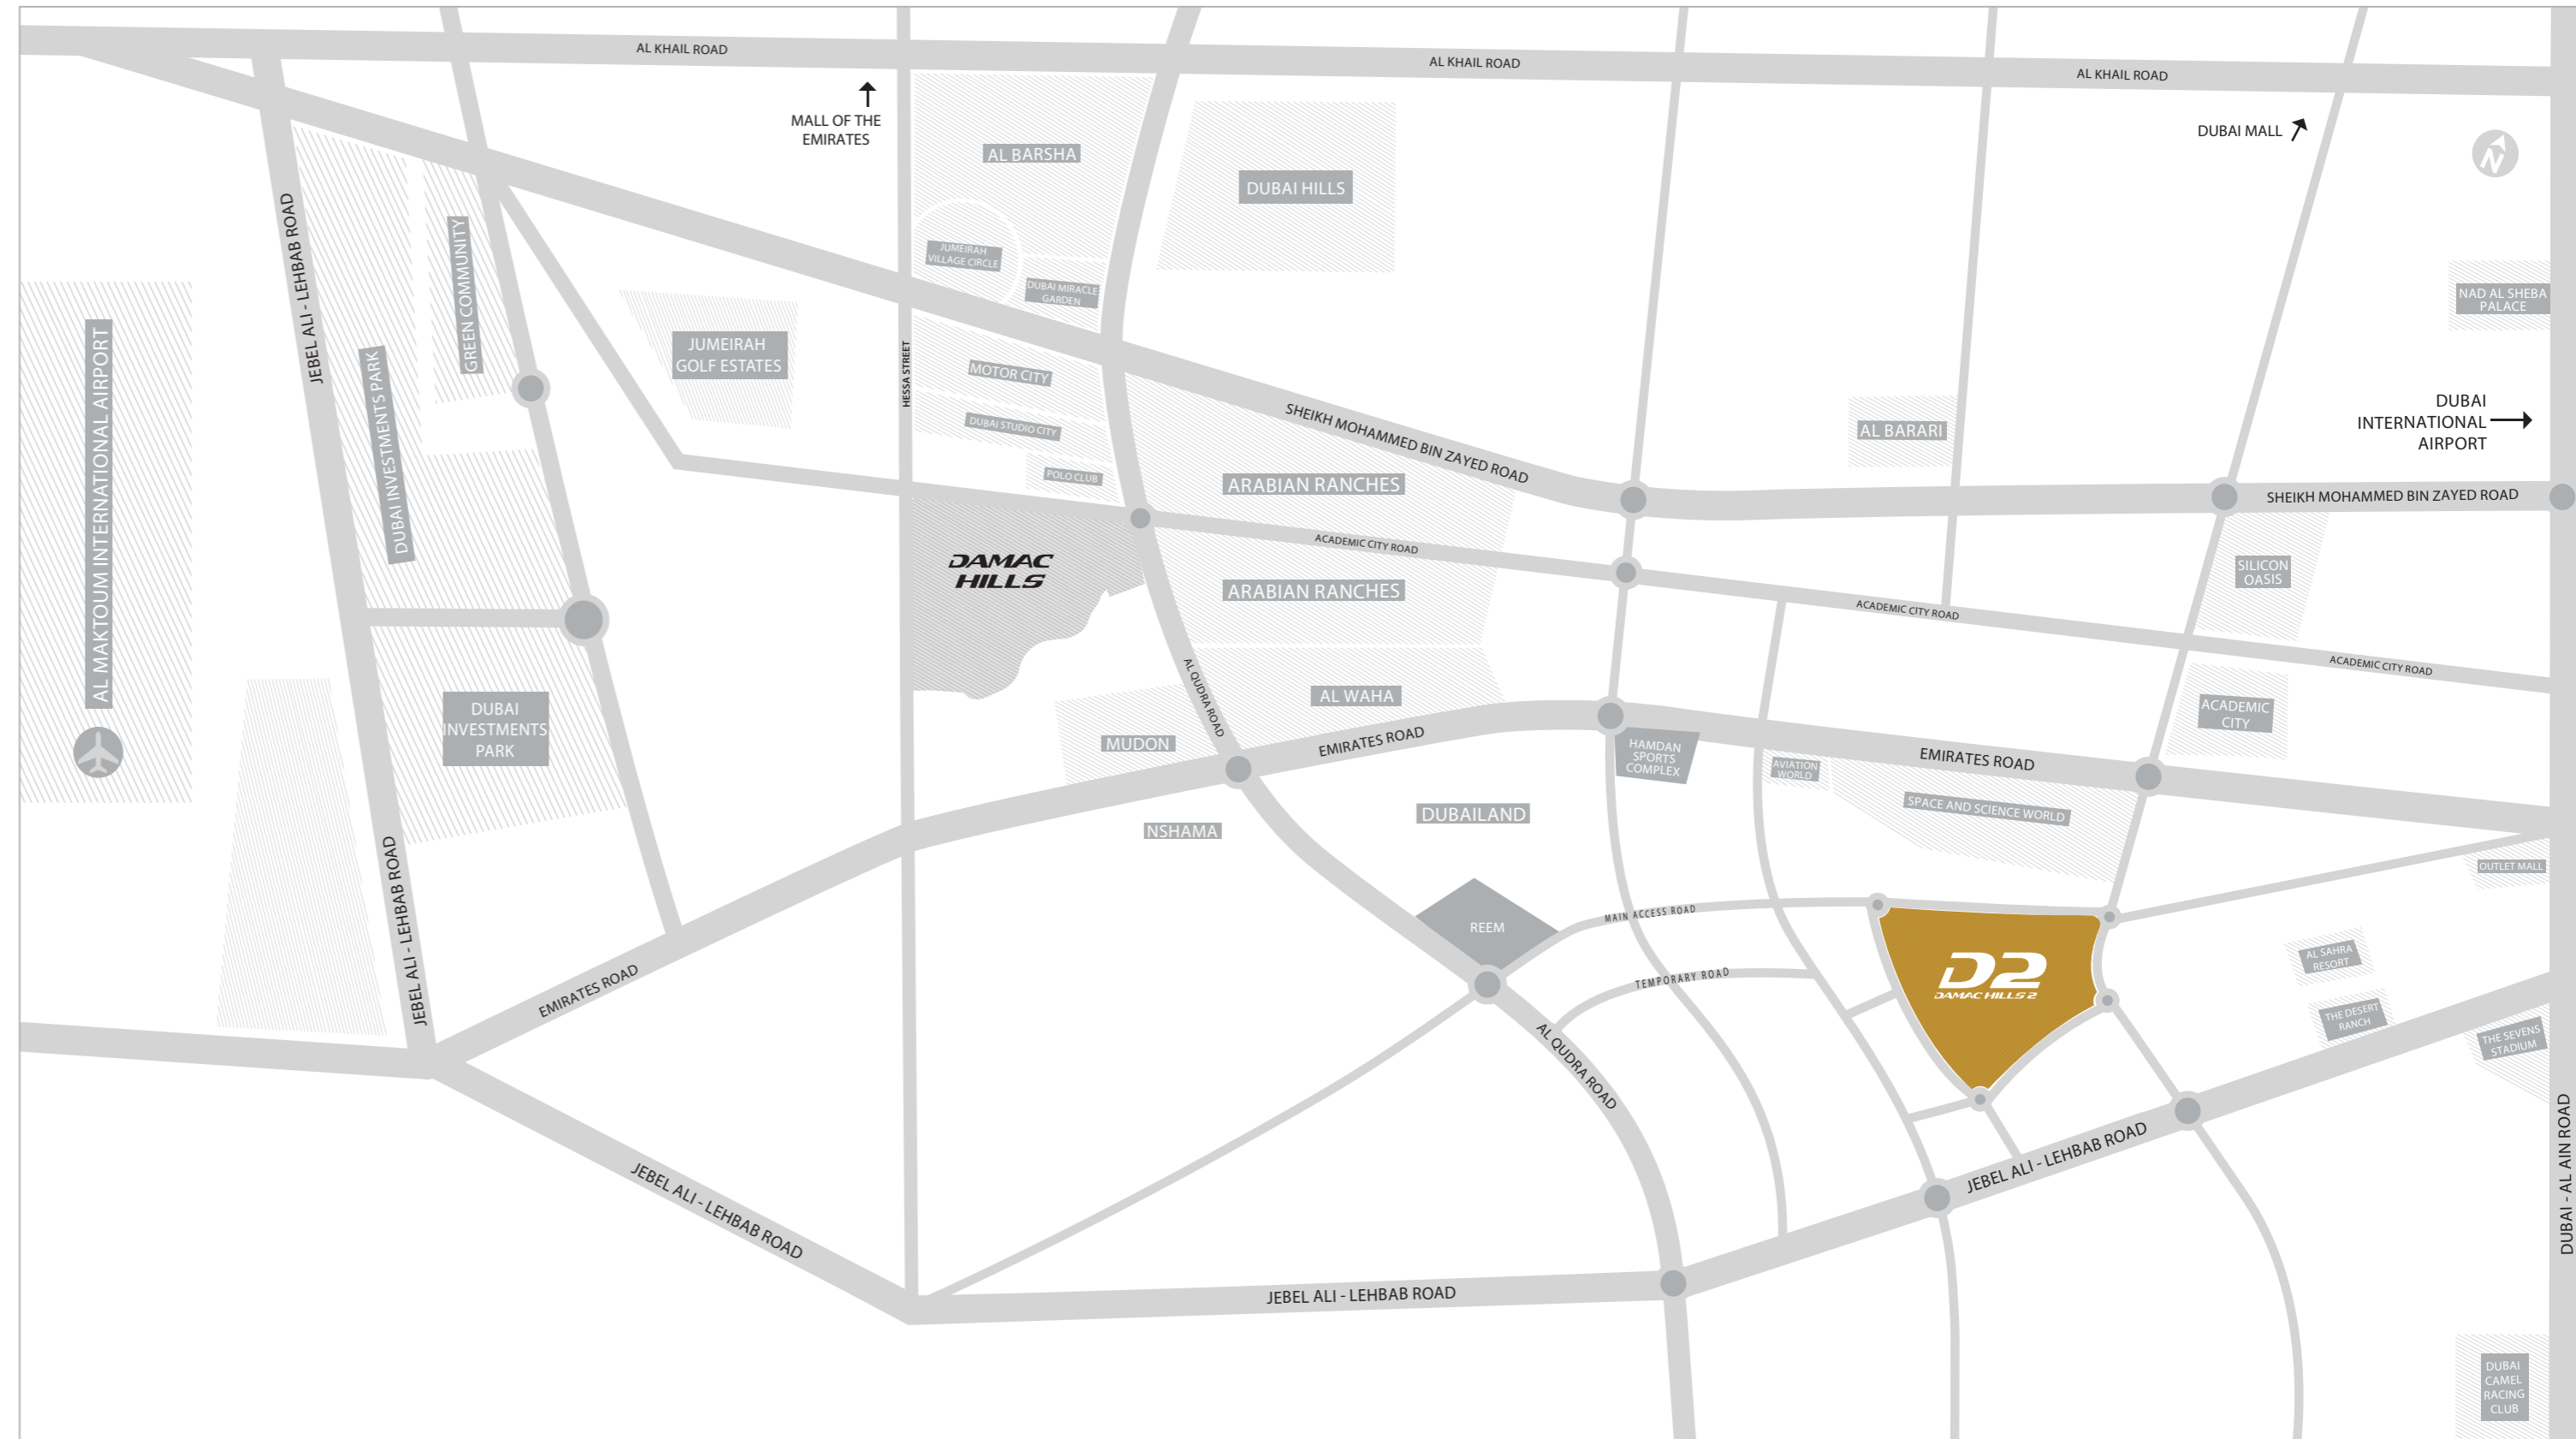 AL KHAIL ROAD
AL KHAIL ROAD
AL KHAIL ROAD
MALL OF THE
EMIRATES
AL BARSHA
DUBAI HILLS
DUBAI MALL
N
JEBEL ALI - LEHBAB ROAD
GREEN COMMUNITY
JUMEIRAH
VILLAGE CIRCLE
DUBAI MIRACLE
GARDEN
NAD AL SHEBA
PALACE
AL MAKTOUM INTERNATIONAL AIRPORT
DUBAI INVESTMENTS PARK
JUMEIRAH
GOLF ESTATES
HESSA STREET
MOTOR CITY
DUBAI STUDIO CITY
POLO CLUB
SHEIKH MOHAMMED BIN ZAYED ROAD
ARABIAN RANCHES
AL BARARI
DUBAI
INTERNATIONAL
AIRPORT
SHEIKH MOHAMMED BIN ZAYED ROAD
ACADEMIC CITY ROAD
DAMAC
HILLS
ARABIAN RANCHES
ACADEMIC CITY ROAD
SILICON
OASIS
ACADEMIC CITY ROAD
AL QUDRA ROAD
AL WAHA
DUBAI
INVESTMENTS
PARK
MUDON
EMIRATES ROAD
HAMDAN
SPORTS
COMPLEX
AVIATION
WORLD
EMIRATES ROAD
ACADEMIC
CITY
SPACE AND SCIENCE WORLD
NSHAMA
DUBAILAND
OUTLET MALL
JEBEL ALI - LEHBAB ROAD
REEM
MAIN ACCESS ROAD
TEMPORARY ROAD
D2
DAMAC HILLS 2
AL SAHRA
RESORT
THE DESERT
RANCH
THE SEVENS
STADIUM
EMIRATES ROAD
AL QUDRA ROAD
JEBEL ALI - LEHBAB ROAD
JEBEL ALI - LEHBAB ROAD
JEBEL ALI - LEHBAB ROAD
DUBAI - AL AIN ROAD
DUBAI
CAMEL
RACING
CLUB